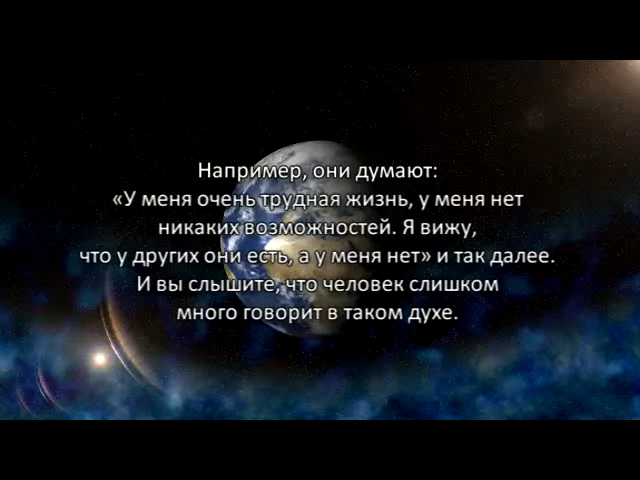 Например, они думают:
«У меня очень трудная жизнь, у меня нет
никаких возможностей. Я вижу,
что у других они есть, а у меня нет» и так далее.
И вы слышите, что человек слишком
много говорит в таком духе.